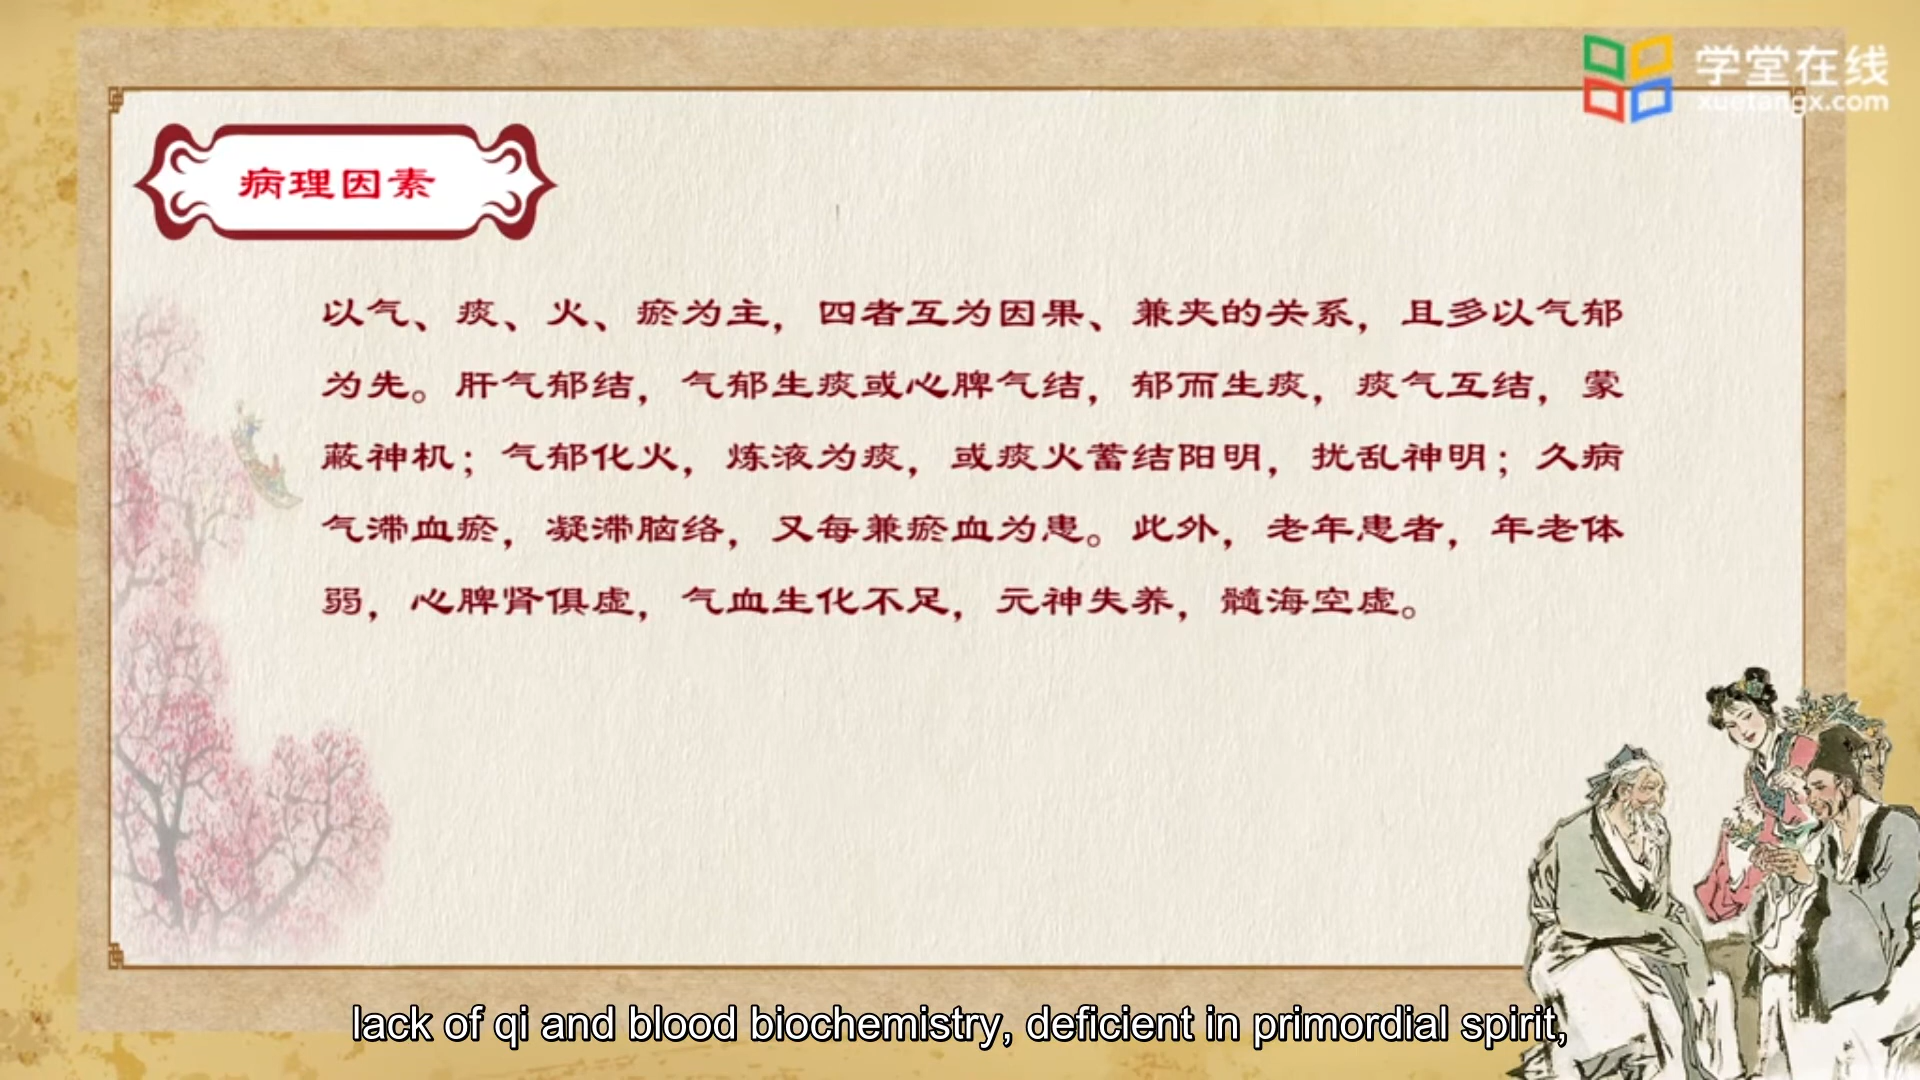 学堂在线
xuetangx.com
病理因素
以气、痰、火、瘀为主，四者互为因果、兼夹的关系，且多以气郁
为先。肝气郁结，气郁生痰或心脾气结，郁而生痰，痰气互结，蒙
蔽神机；气郁化火，炼液为痰，或痰火蓄结阳明，扰乱神明；久病
气滞血瘀，凝滞脑络，又每兼瘀血为患。此外，老年患者，年老体
弱，心脾肾俱虚，气血生化不足，元神失养，髓海空虚。
lack of qi and blood biochemistry, deficient in primordial spirit,